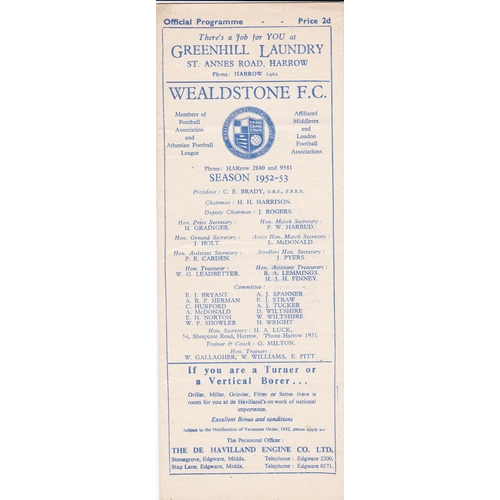 Official Programme - - Price 2d
There's a Job for YOU at
GREENHILL LAUNDRY
ST. ANNES ROAD, HARROW
Phone: HARROW 1402
WEALDSTONE F.C.
Members of
Football
Association
and
Athenian Football
League
Affiliated
Middlesex
and
London
Football
Associations
Phone: HARrow 2840 and 9581
SEASON 1952-53
President: C. E. BRADY, O.B.E., F.R.E.S.
Chairman: H. H. HARRISON.
Deputy Chairman: J. ROGERS.
Hon. Press Secretary:
H. GRAINGER.
Hon. Match Secretary:
F. W. HARBUD.
Hon. Ground Secretary:
J. HOLT.
Assist Hon. Match Secretary:
L. McDONALD.
Hon. Assistant Secretary:
P. E. CARDEN.
Strollers Hon. Secretary:
J. PYERS.
Hon. Treasurer:
W. G. LEADBETTER.
Hon. Assistant Treasurers:
R. A. LEMMINGS.
H. J. H. FINNEY.
Committee:
E. J. BRYANT
A. R. P. HERMAN
C. HURFORD
A. McDONALD
E. H. NORTON
W. F. SHOWLER
A. J. SPANNER
F. J. STRAW
A. J. TUCKER
D. WILTSHIRE
W. WILTSHIRE
H. WRIGHT
Hon. Secretary: H. A. LUCK,
54, Sheepcote Road, Harrow. 'Phone Harrow 1931.
Trainer & Coach: G. MILTON.
Hon. Trainers:
W. GALLAGHER, W. WILLIAMS, E. PITT.
If you are a Turner or
a Vertical Borer...
Driller, Miller, Grinder, Fitter or Setter there is
room for you at de Havilland's on work of national
importance.
Excellent Bonus and conditions
Subject to the Notification of Vacancies Order, 1952, please apply
The Personnel Officer:
THE DE HAVILLAND ENGINE CO. LTD.
Stonegrove, Edgware, Middx. Telephone: Edgware 2300.
Stag Lane, Edgware, Middx. Telephone: Edgware 0171.